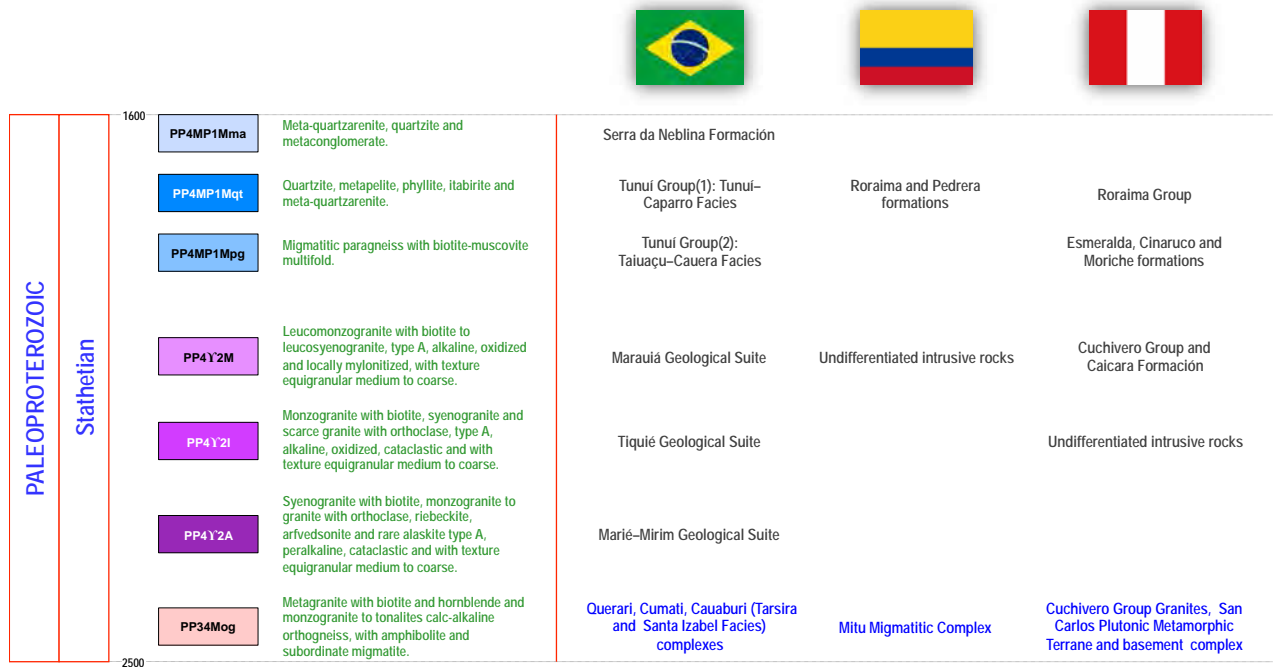 1600
PALEOPROTEROZOIC
Stathetian
PP4MP1Mma
Meta-quartzarenite, quartzite and
metaconglomerate.
Serra da Neblina Formación
PP4MP1Mqt
Quartzite, metapelite, phyllite, itabirite and
meta-quartzarenite.
Tunuí Group(1): Tunuí–
Caparro Facies
Roraima and Pedrera
formations
Roraima Group
PP4MP1Mpg
Migmatitic paragneiss with biotite-muscovite
multifold.
Tunuí Group(2):
Taiuaçu–Cauera Facies
Esmeralda, Cinaruco and
Moriche formations
PP4ϒ2M
Leucomonzogranite with biotite to
leucosyenogranite, type A, alkaline, oxidized
and locally mylonitized, with texture
equigranular medium to coarse.
Marauiá Geological Suite
Undifferentiated intrusive rocks
Cuchivero Group and
Caicara Formación
PP4ϒ2I
Monzogranite with biotite, syenogranite and
scarce granite with orthoclase, type A,
alkaline, oxidized, cataclastic and with
texture equigranular medium to coarse.
Tiquié Geological Suite
Undifferentiated intrusive rocks
PP4ϒ2A
Syenogranite with biotite, monzogranite to
granite with orthoclase, riebeckite,
arfvedsonite and rare alaskite type A,
peralkaline, cataclastic and with texture
equigranular medium to coarse.
Marié–Mirim Geological Suite
PP34Mog
Metagranite with biotite and hornblende and
monzogranite to tonalites calc-alkaline
orthogneiss, with amphibolite and
subordinate migmatite.
Querari, Cumati, Cauaburi (Tarsira
and Santa Izabel Facies)
complexes
Mitu Migmatitic Complex
Cuchivero Group Granites, San
Carlos Plutonic Metamorphic
Terrane and basement complex
2500